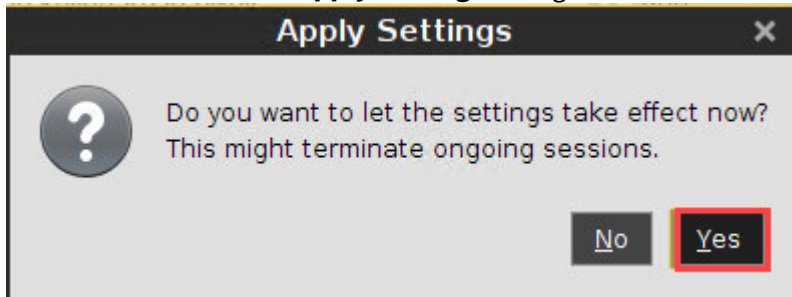 Apply Settings
Do you want to let the settings take effect now?
This might terminate ongoing sessions.
No
Yes